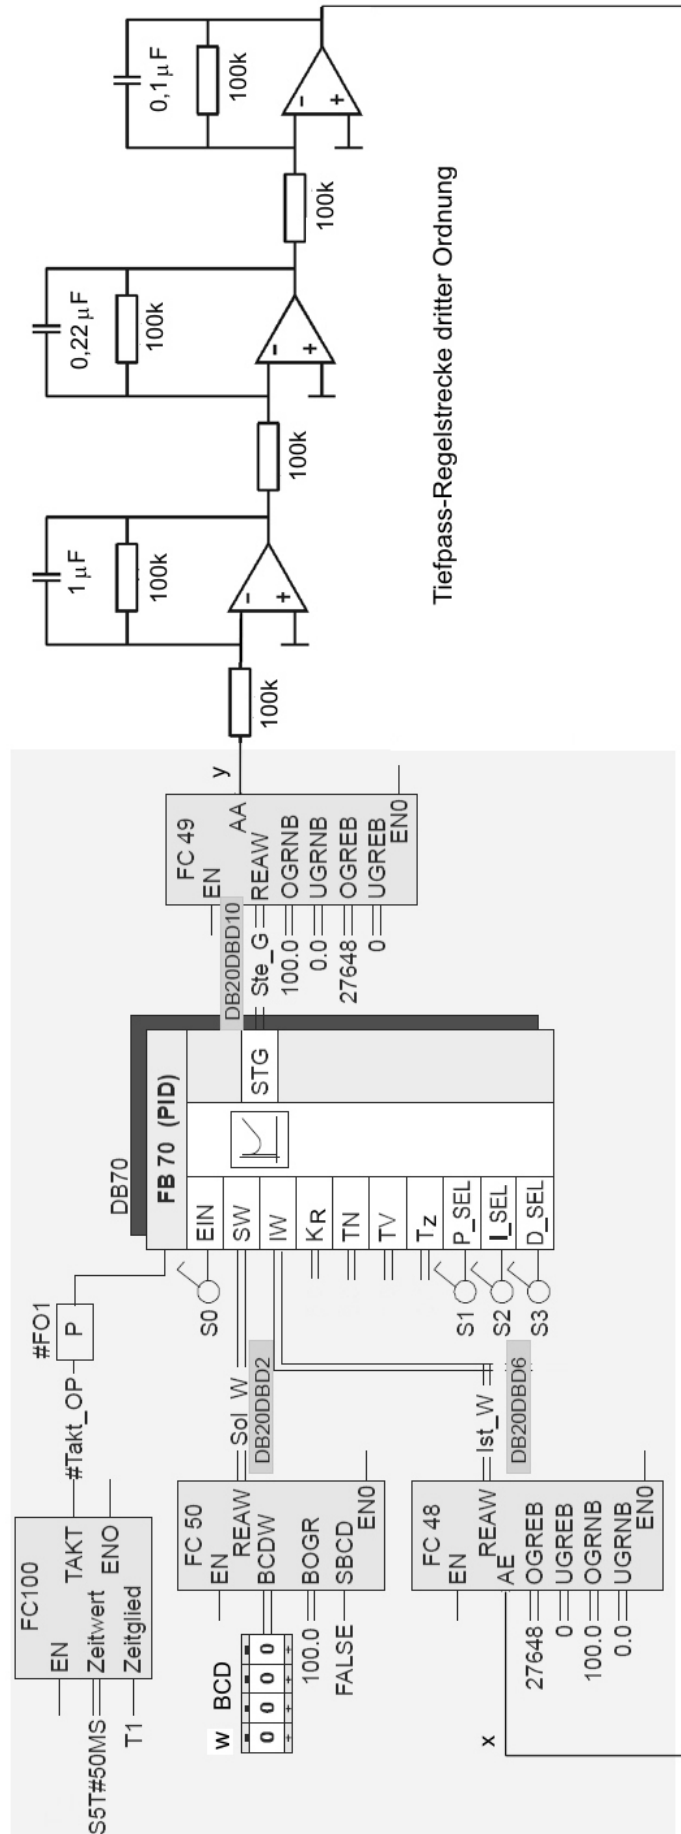 FC100
EN
TAKT
S5T#50MS
Zeitwert
T1
Zeitglied
ENO
#Takt_OP
#FO1
P
w
BCD
0 0 0 0
FC 50
EN
REAW
BCDW
100.0
BOGR
FALSE
SBCD
EN0
Sol_W
DB20DBD2
x
FC 48
EN
REAW
AE
27648
OGREB
0
UGREB
100.0
OGRNB
0.0
UGRNB
EN0
Ist_W
DB20DBD6
DB70
FB 70 (PID)
S0
EIN
SW
IW
KR
TN
TV
TZ
S1
P_SEL
S2
I_SEL
S3
D_SEL
STG
DB20DBD10
Ste_G
FC 49
EN
AA
REAW
100.0
OGRNB
0.0
UGRNB
27648
OGREB
0
UGREB
EN0
y
100k
1 µF
100k
- +
100k
0,22 µF
100k
- +
100k
0,1 µF
100k
- +
Tiefpass-Regelstrecke dritter Ordnung